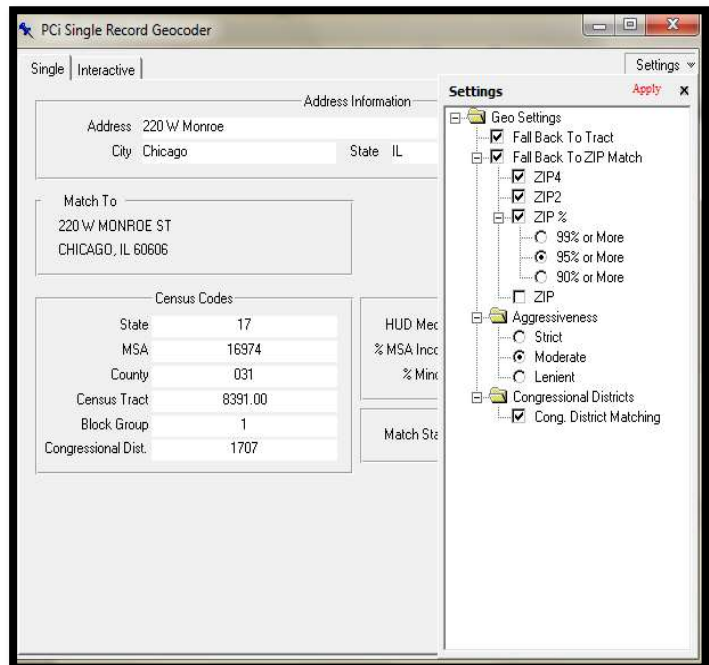 PCi Single Record Geocoder
Single Interactive Settings
Address Information
Address 220 W Monroe
City Chicago State IL
Match To
220 W MONROE ST
CHICAGO, IL 60606
Census Codes
State 17
MSA 16974
County 031
Census Tract 8391.00
Block Group 1
Congressional Dist. 1707
HUD Med
% MSA Inco
% Mino
Match Sta
Settings Apply x
Geo Settings
Fall Back To Tract
Fall Back To ZIP Match
ZIP4
ZIP2
ZIP %
99% or More
95% or More
90% or More
ZIP
Aggressiveness
Strict
Moderate
Lenient
Congressional Districts
Cong. District Matching